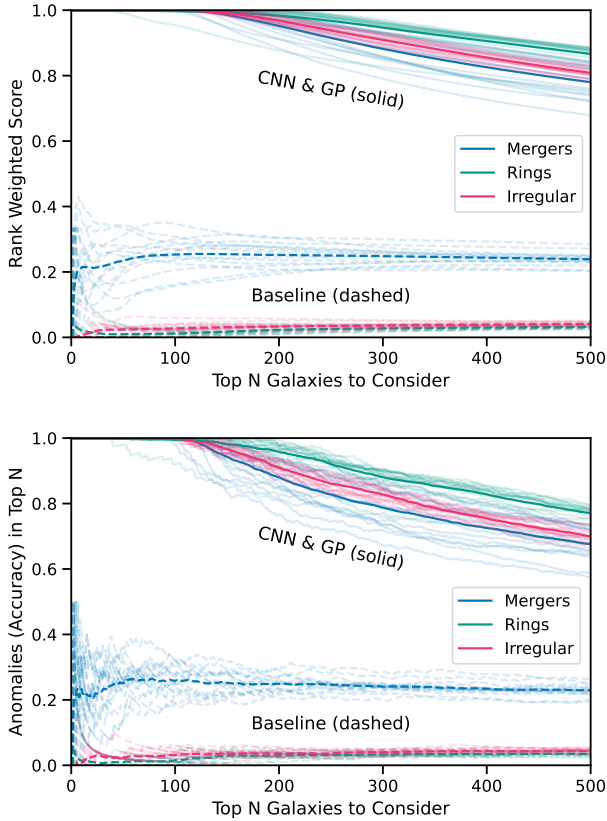 Rank Weighted Score
1.0
0.8
0.6
0.4
0.2
0.0
CNN & GP (solid)
Mergers
Rings
Irregular
Baseline (dashed)
0 100 200 300 400 500
Top N Galaxies to Consider
Anomalies (Accuracy) in Top N
1.0
0.8
0.6
0.4
0.2
0.0
CNN & GP (solid)
Mergers
Rings
Irregular
Baseline (dashed)
0 100 200 300 400 500
Top N Galaxies to Consider